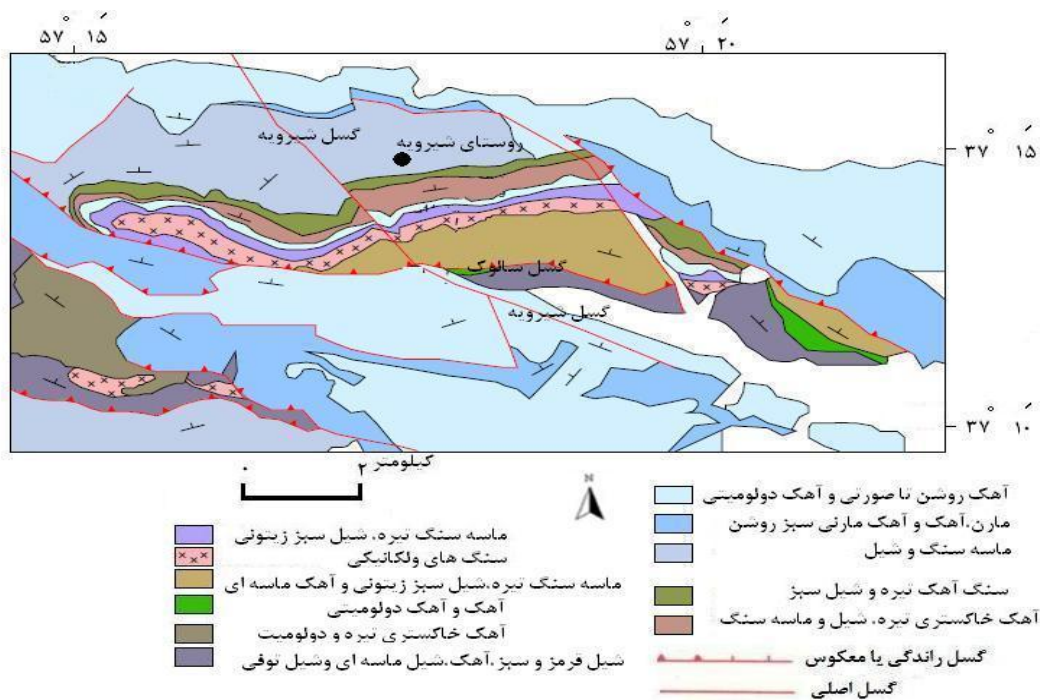 ۵۷° ۱۵َ
۵۷° ۲۰َ
۳۷° ۱۵َ
گسل شیرویه
روستای شیرویه
گسل سالوک
گسل شیرویه
۳۷° ۱۰َ
۰ ۲ کیلومتر
N
ماسه سنگ تیره، شیل سبز زیتونی
سنگ های ولکانیکی
ماسه سنگ تیره،شیل سبز زیتونی و آهک ماسه ای
آهک و آهک دولومیتی
آهک خاکستری تیره و دولومیت
شیل قرمز و سبز ،آهک،شیل ماسه ای وشیل توفی
آهک روشن تا صورتی و آهک دولومیتی
مارن،آهک و آهک مارنی سبز روشن
ماسه سنگ و شیل
سنگ آهک تیره و شیل سبز
آهک خاکستری تیره، شیل و ماسه سنگ
گسل راندگی یا معکوس
گسل اصلی